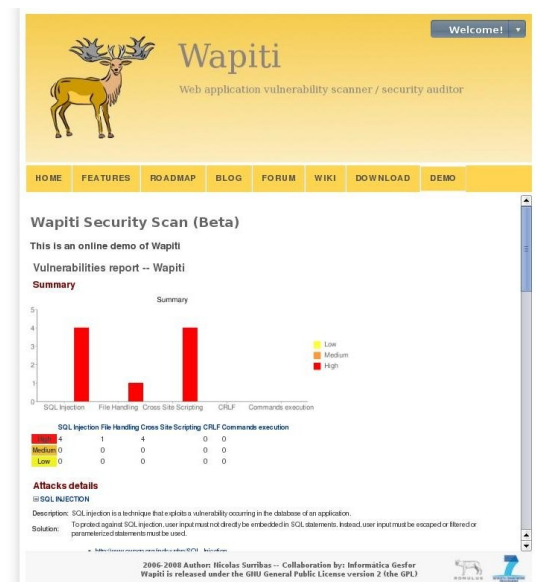 Welcome!
Wapiti
Web application vulnerability scanner / security auditor
HOME FEATURES ROADMAP BLOG FORUM WIKI DOWNLOAD DEMO
Wapiti Security Scan (Beta)
This is an online demo of Wapiti
Vulnerabilities report -- Wapiti
Summary
Summary
5
4
3
2
1
0
SQL Injection File Handling Cross Site Scripting CRLF Commands execution
Low
Medium
High
SQL Injection File Handling Cross Site Scripting CRLF Commands execution
High 4 1 4 0 0
Medium 0 0 0 0 0
Low 0 0 0 0 0
Attacks details
SQL INJECTION
Description: SQL injection is a technique that exploits a vulnerability occurring in the database of an application.
Solution: To protect against SQL injection, user input must not directly be embedded in SQL statements. Instead, user input must be escaped or filtered or
parameterized statements must be used.
2006-2008 Author: Nicolas Surribas -- Collaboration by: Informática Gesfor
Wapiti is released under the GNU General Public License version 2 (the GPL)
ROMULUS 7